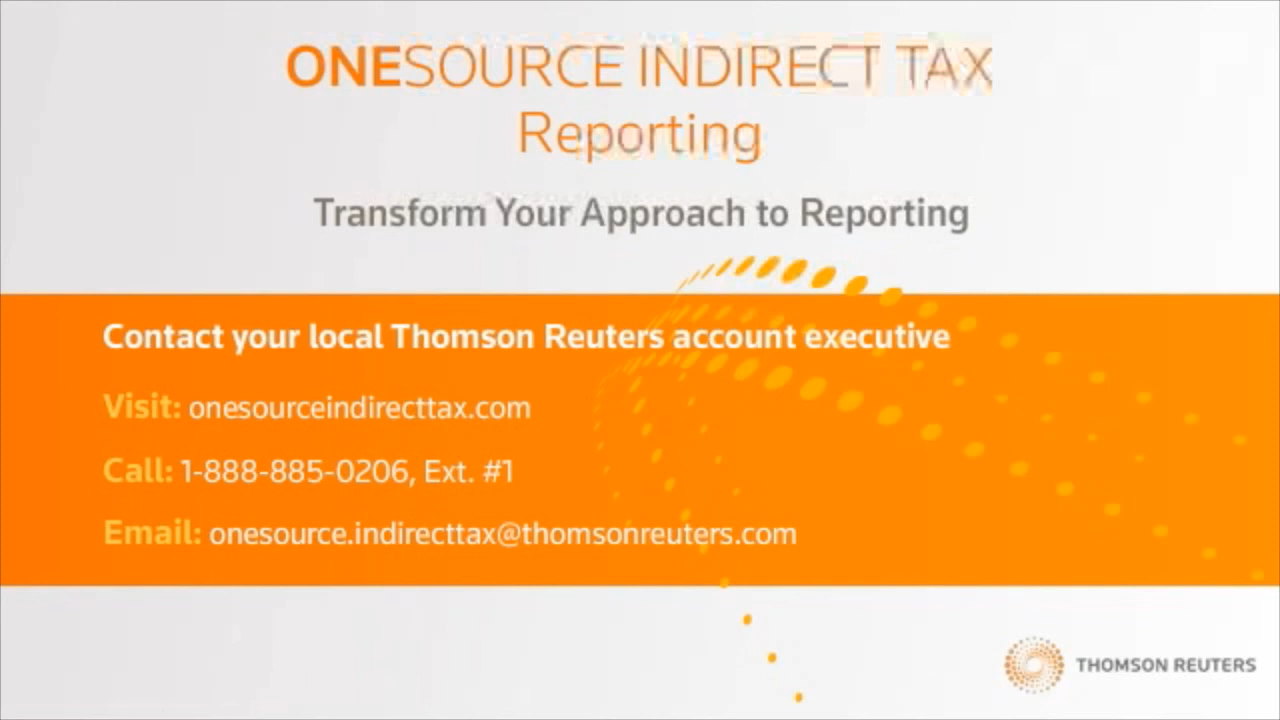 ONESOURCE INDIRECT TAX
Reporting
Transform Your Approach to Reporting
Contact your local Thomson Reuters account executive
Visit: onesourceindirecttax.com
Call: 1-888-885-0206, Ext. #1
Email: onesource.indirecttax@thomsonreuters.com
THOMSON REUTERS